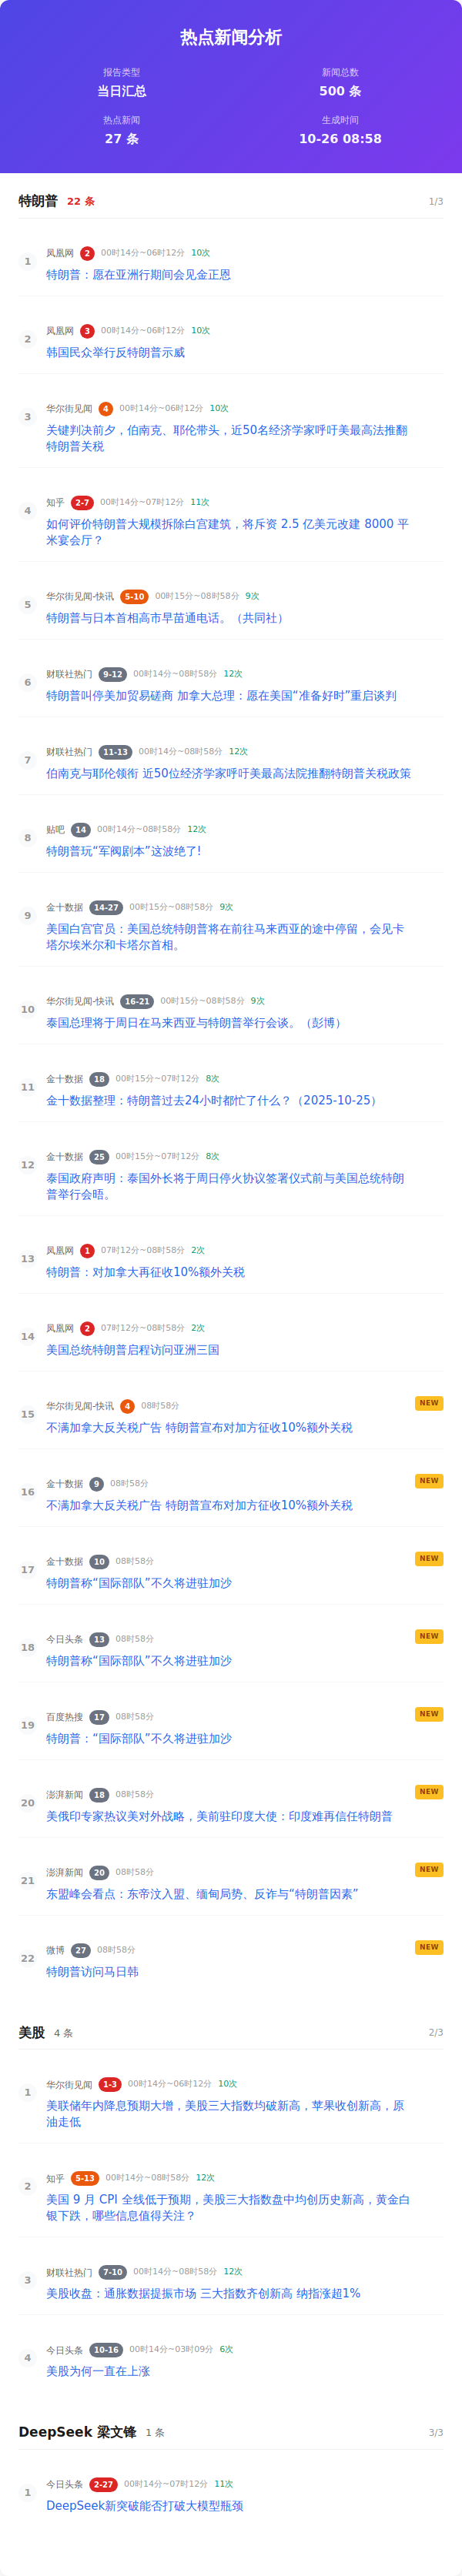 热点新闻分析
报告类型
当日汇总
新闻总数
500 条
热点新闻
27 条
生成时间
10-26 08:58
特朗普 22 条 1/3
1 凤凰网 2 00时14分~06时12分 10次
特朗普：愿在亚洲行期间会见金正恩
2 凤凰网 3 00时14分~06时12分 10次
韩国民众举行反特朗普示威
3 华尔街见闻 4 00时14分~06时12分 10次
关键判决前夕，伯南克、耶伦带头，近50名经济学家呼吁美最高法推翻
特朗普关税
4 知乎 2-7 00时14分~07时12分 11次
如何评价特朗普大规模拆除白宫建筑，将斥资 2.5 亿美元改建 8000 平
米宴会厅？
5 华尔街见闻-快讯 5-10 00时15分~08时58分 9次
特朗普与日本首相高市早苗通电话。（共同社）
6 财联社热门 9-12 00时14分~08时58分 12次
特朗普叫停美加贸易磋商 加拿大总理：愿在美国“准备好时”重启谈判
7 财联社热门 11-13 00时14分~08时58分 12次
伯南克与耶伦领衔 近50位经济学家呼吁美最高法院推翻特朗普关税政策
8 贴吧 14 00时14分~08时58分 12次
特朗普玩“军阀剧本”这波绝了!
9 金十数据 14-27 00时15分~08时58分 9次
美国白宫官员：美国总统特朗普将在前往马来西亚的途中停留，会见卡
塔尔埃米尔和卡塔尔首相。
10 华尔街见闻-快讯 16-21 00时15分~08时58分 9次
泰国总理将于周日在马来西亚与特朗普举行会谈。（彭博）
11 金十数据 18 00时15分~07时12分 8次
金十数据整理：特朗普过去24小时都忙了什么？（2025-10-25）
12 金十数据 25 00时15分~07时12分 8次
泰国政府声明：泰国外长将于周日停火协议签署仪式前与美国总统特朗
普举行会晤。
13 凤凰网 1 07时12分~08时58分 2次
特朗普：对加拿大再征收10%额外关税
14 凤凰网 2 07时12分~08时58分 2次
美国总统特朗普启程访问亚洲三国
15 华尔街见闻-快讯 4 08时58分 NEW
不满加拿大反关税广告 特朗普宣布对加方征收10%额外关税
16 金十数据 9 08时58分 NEW
不满加拿大反关税广告 特朗普宣布对加方征收10%额外关税
17 金十数据 10 08时58分 NEW
特朗普称“国际部队”不久将进驻加沙
18 今日头条 13 08时58分 NEW
特朗普称“国际部队”不久将进驻加沙
19 百度热搜 17 08时58分 NEW
特朗普：“国际部队”不久将进驻加沙
20 澎湃新闻 18 08时58分 NEW
美俄印专家热议美对外战略，美前驻印度大使：印度难再信任特朗普
21 澎湃新闻 20 08时58分 NEW
东盟峰会看点：东帝汶入盟、缅甸局势、反诈与“特朗普因素”
22 微博 27 08时58分 NEW
特朗普访问马日韩
美股 4 条 2/3
1 华尔街见闻 1-3 00时14分~06时12分 10次
美联储年内降息预期大增，美股三大指数均破新高，苹果收创新高，原
油走低
2 知乎 5-13 00时14分~08时58分 12次
美国 9 月 CPI 全线低于预期，美股三大指数盘中均创历史新高，黄金白
银下跌，哪些信息值得关注？
3 财联社热门 7-10 00时14分~08时58分 12次
美股收盘：通胀数据提振市场 三大指数齐创新高 纳指涨超1%
4 今日头条 10-16 00时14分~03时09分 6次
美股为何一直在上涨
DeepSeek 梁文锋 1 条 3/3
1 今日头条 2-27 00时14分~07时12分 11次
DeepSeek新突破能否打破大模型瓶颈